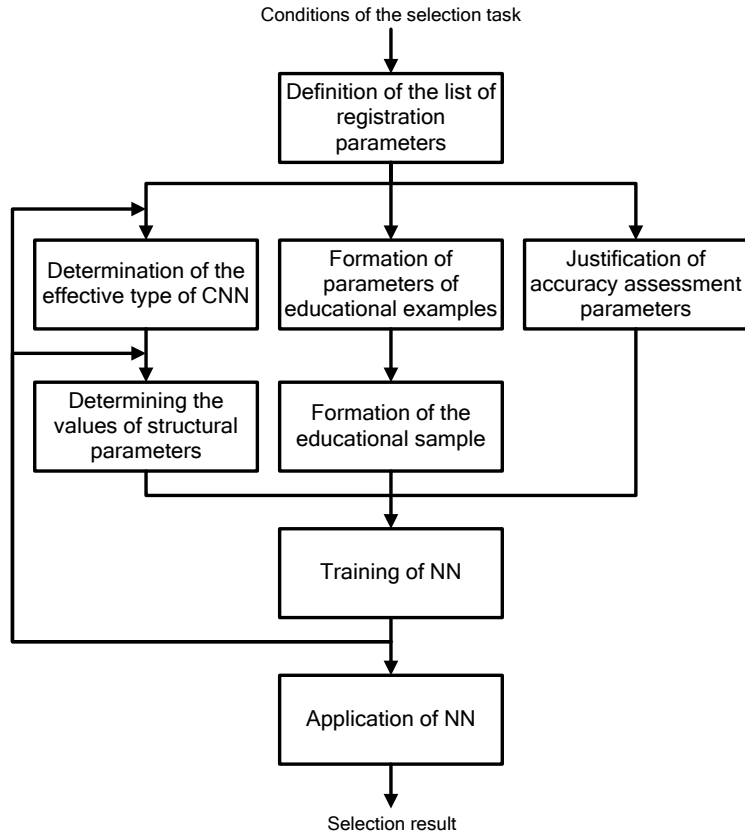 Conditions of the selection task
Definition of the list of
registration
parameters
Determination of the
effective type of CNN
Formation of
parameters of
educational examples
Justification of
accuracy assessment
parameters
Determining the
values of structural
parameters
Formation of the
educational sample
Training of NN
Application of NN
Selection result